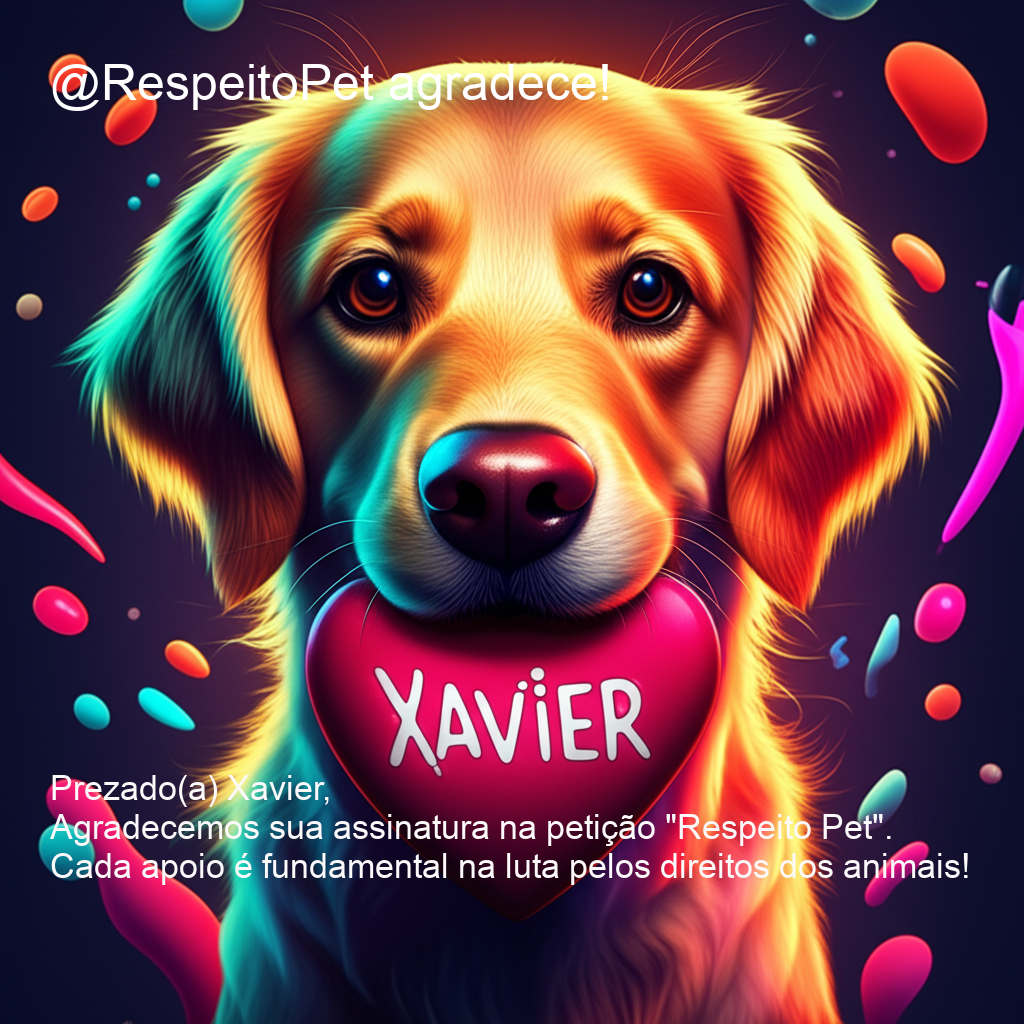 @RespeitoPet agradece!
XAVIER
Prezado(a) Xavier,
Agradecemos sua assinatura na petição "Respeito Pet".
Cada apoio é fundamental na luta pelos direitos dos animais!